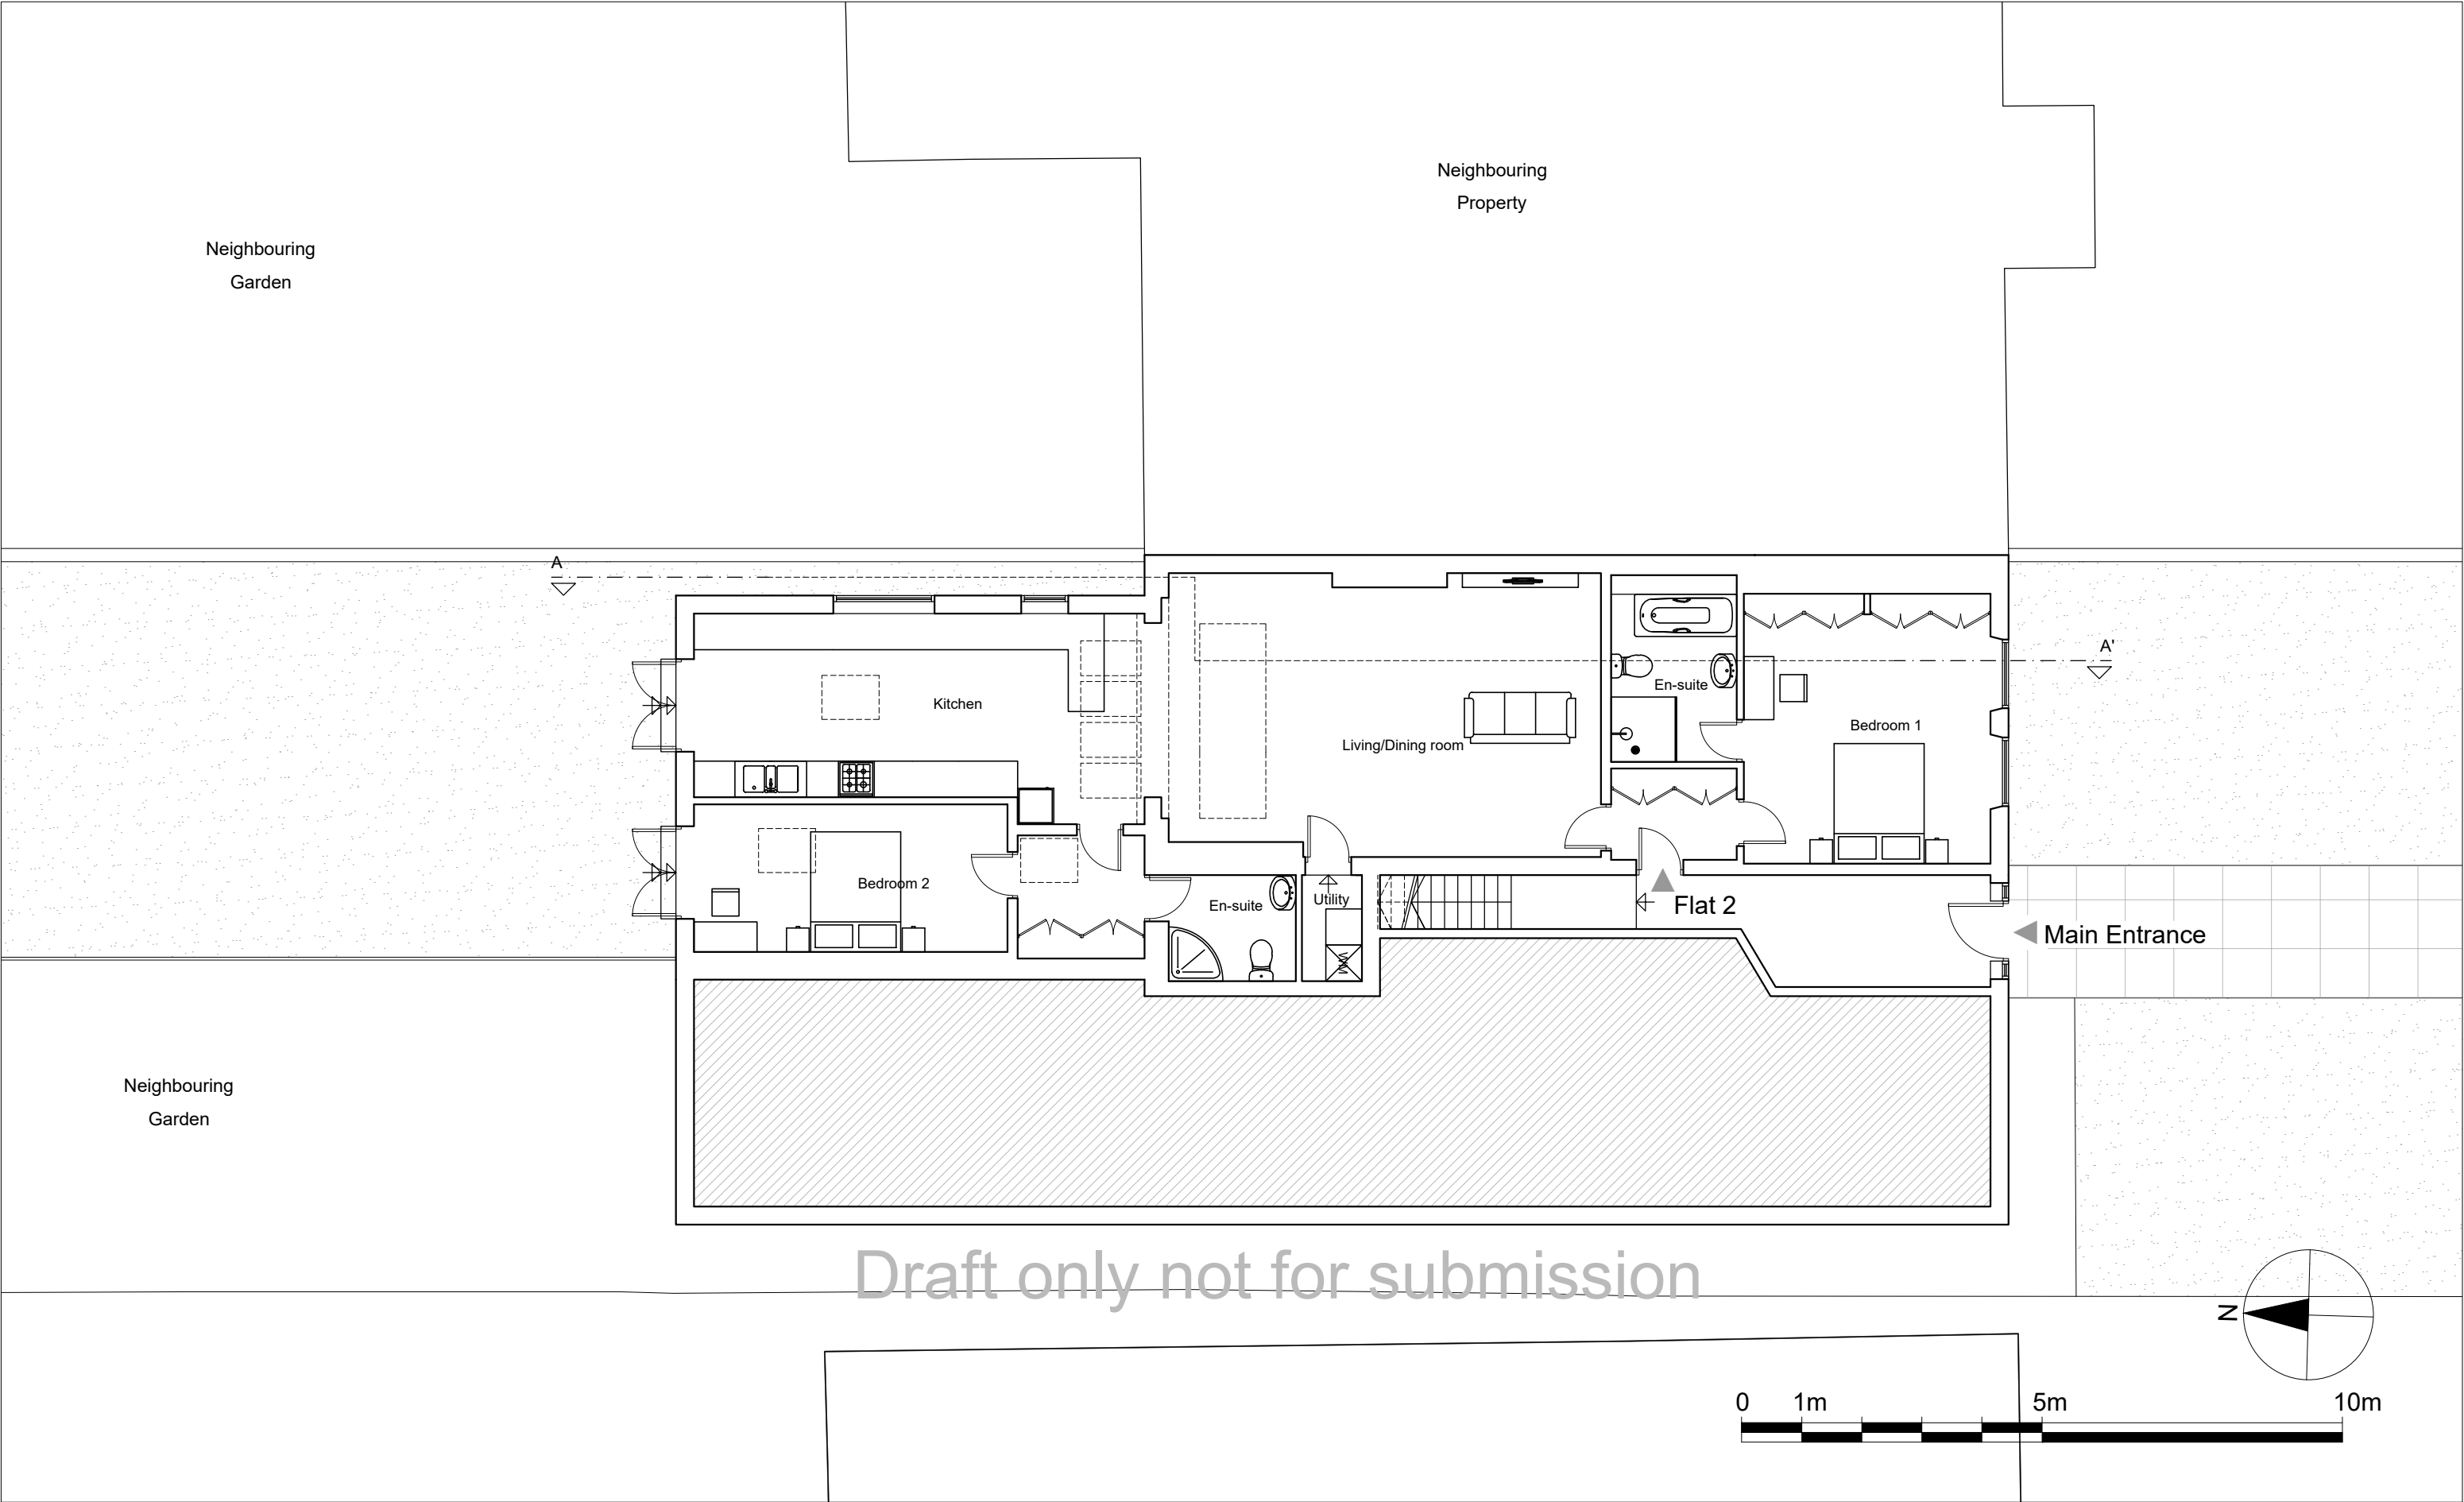 Neighbouring
Property
Neighbouring
Garden
A
A'
En-suite
Kitchen
Bedroom 1
Living/Dining room
Bedroom 2
Utility
En-suite
Flat 2
Main Entrance
WM
Neighbouring
Garden
Draft only not for submission
N
0 1m 5m 10m